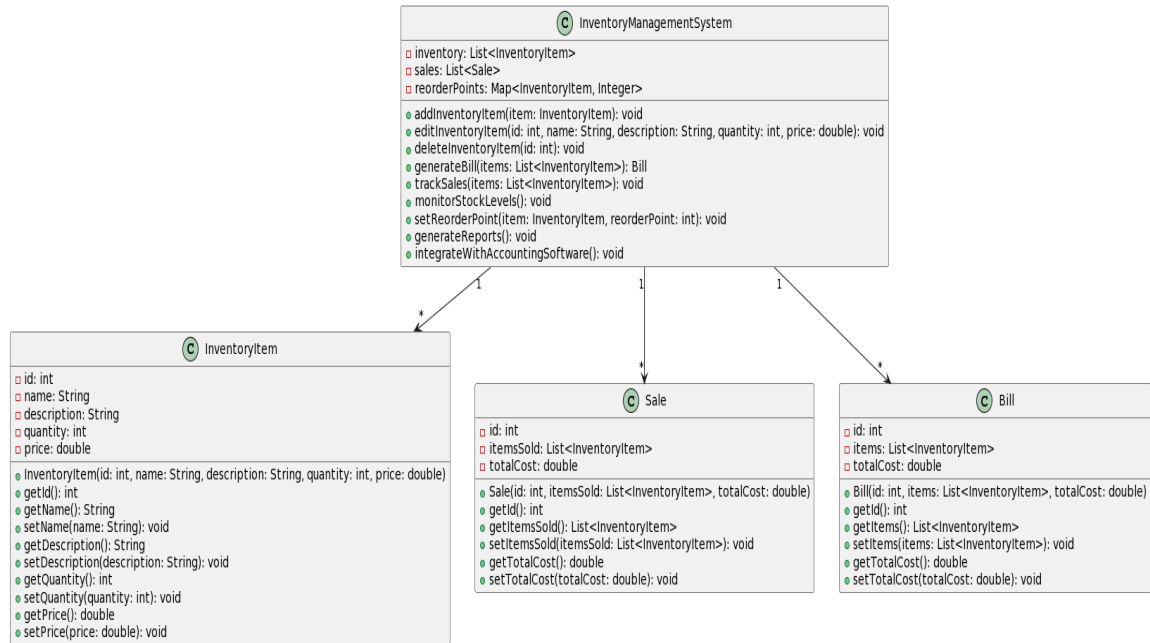 C InventoryManagementSystem
inventory: List<InventoryItem>
sales: List<Sale>
reorderPoints: Map<InventoryItem, Integer>
addInventoryItem(item: InventoryItem): void
editInventoryItem(id: int, name: String, description: String, quantity: int, price: double): void
deleteInventoryItem(id: int): void
generateBill(items: List<InventoryItem>): Bill
trackSales(items: List<InventoryItem>): void
monitorStockLevels(): void
setReorderPoint(item: InventoryItem, reorderPoint: int): void
generateReports(): void
integrateWithAccountingSoftware(): void
1
1
1
*
*
*
C InventoryItem
id: int
name: String
description: String
quantity: int
price: double
InventoryItem(id: int, name: String, description: String, quantity: int, price: double)
getId(): int
getName(): String
setName(name: String): void
getDescription(): String
setDescription(description: String): void
getQuantity(): int
setQuantity(quantity: int): void
getPrice(): double
setPrice(price: double): void
C Sale
id: int
itemsSold: List<InventoryItem>
totalCost: double
Sale(id: int, itemsSold: List<InventoryItem>, totalCost: double)
getId(): int
getItemsSold(): List<InventoryItem>
setItemsSold(itemsSold: List<InventoryItem>): void
getTotalCost(): double
setTotalCost(totalCost: double): void
C Bill
id: int
items: List<InventoryItem>
totalCost: double
Bill(id: int, items: List<InventoryItem>, totalCost: double)
getId(): int
getItems(): List<InventoryItem>
setItems(items: List<InventoryItem>): void
getTotalCost(): double
setTotalCost(totalCost: double): void